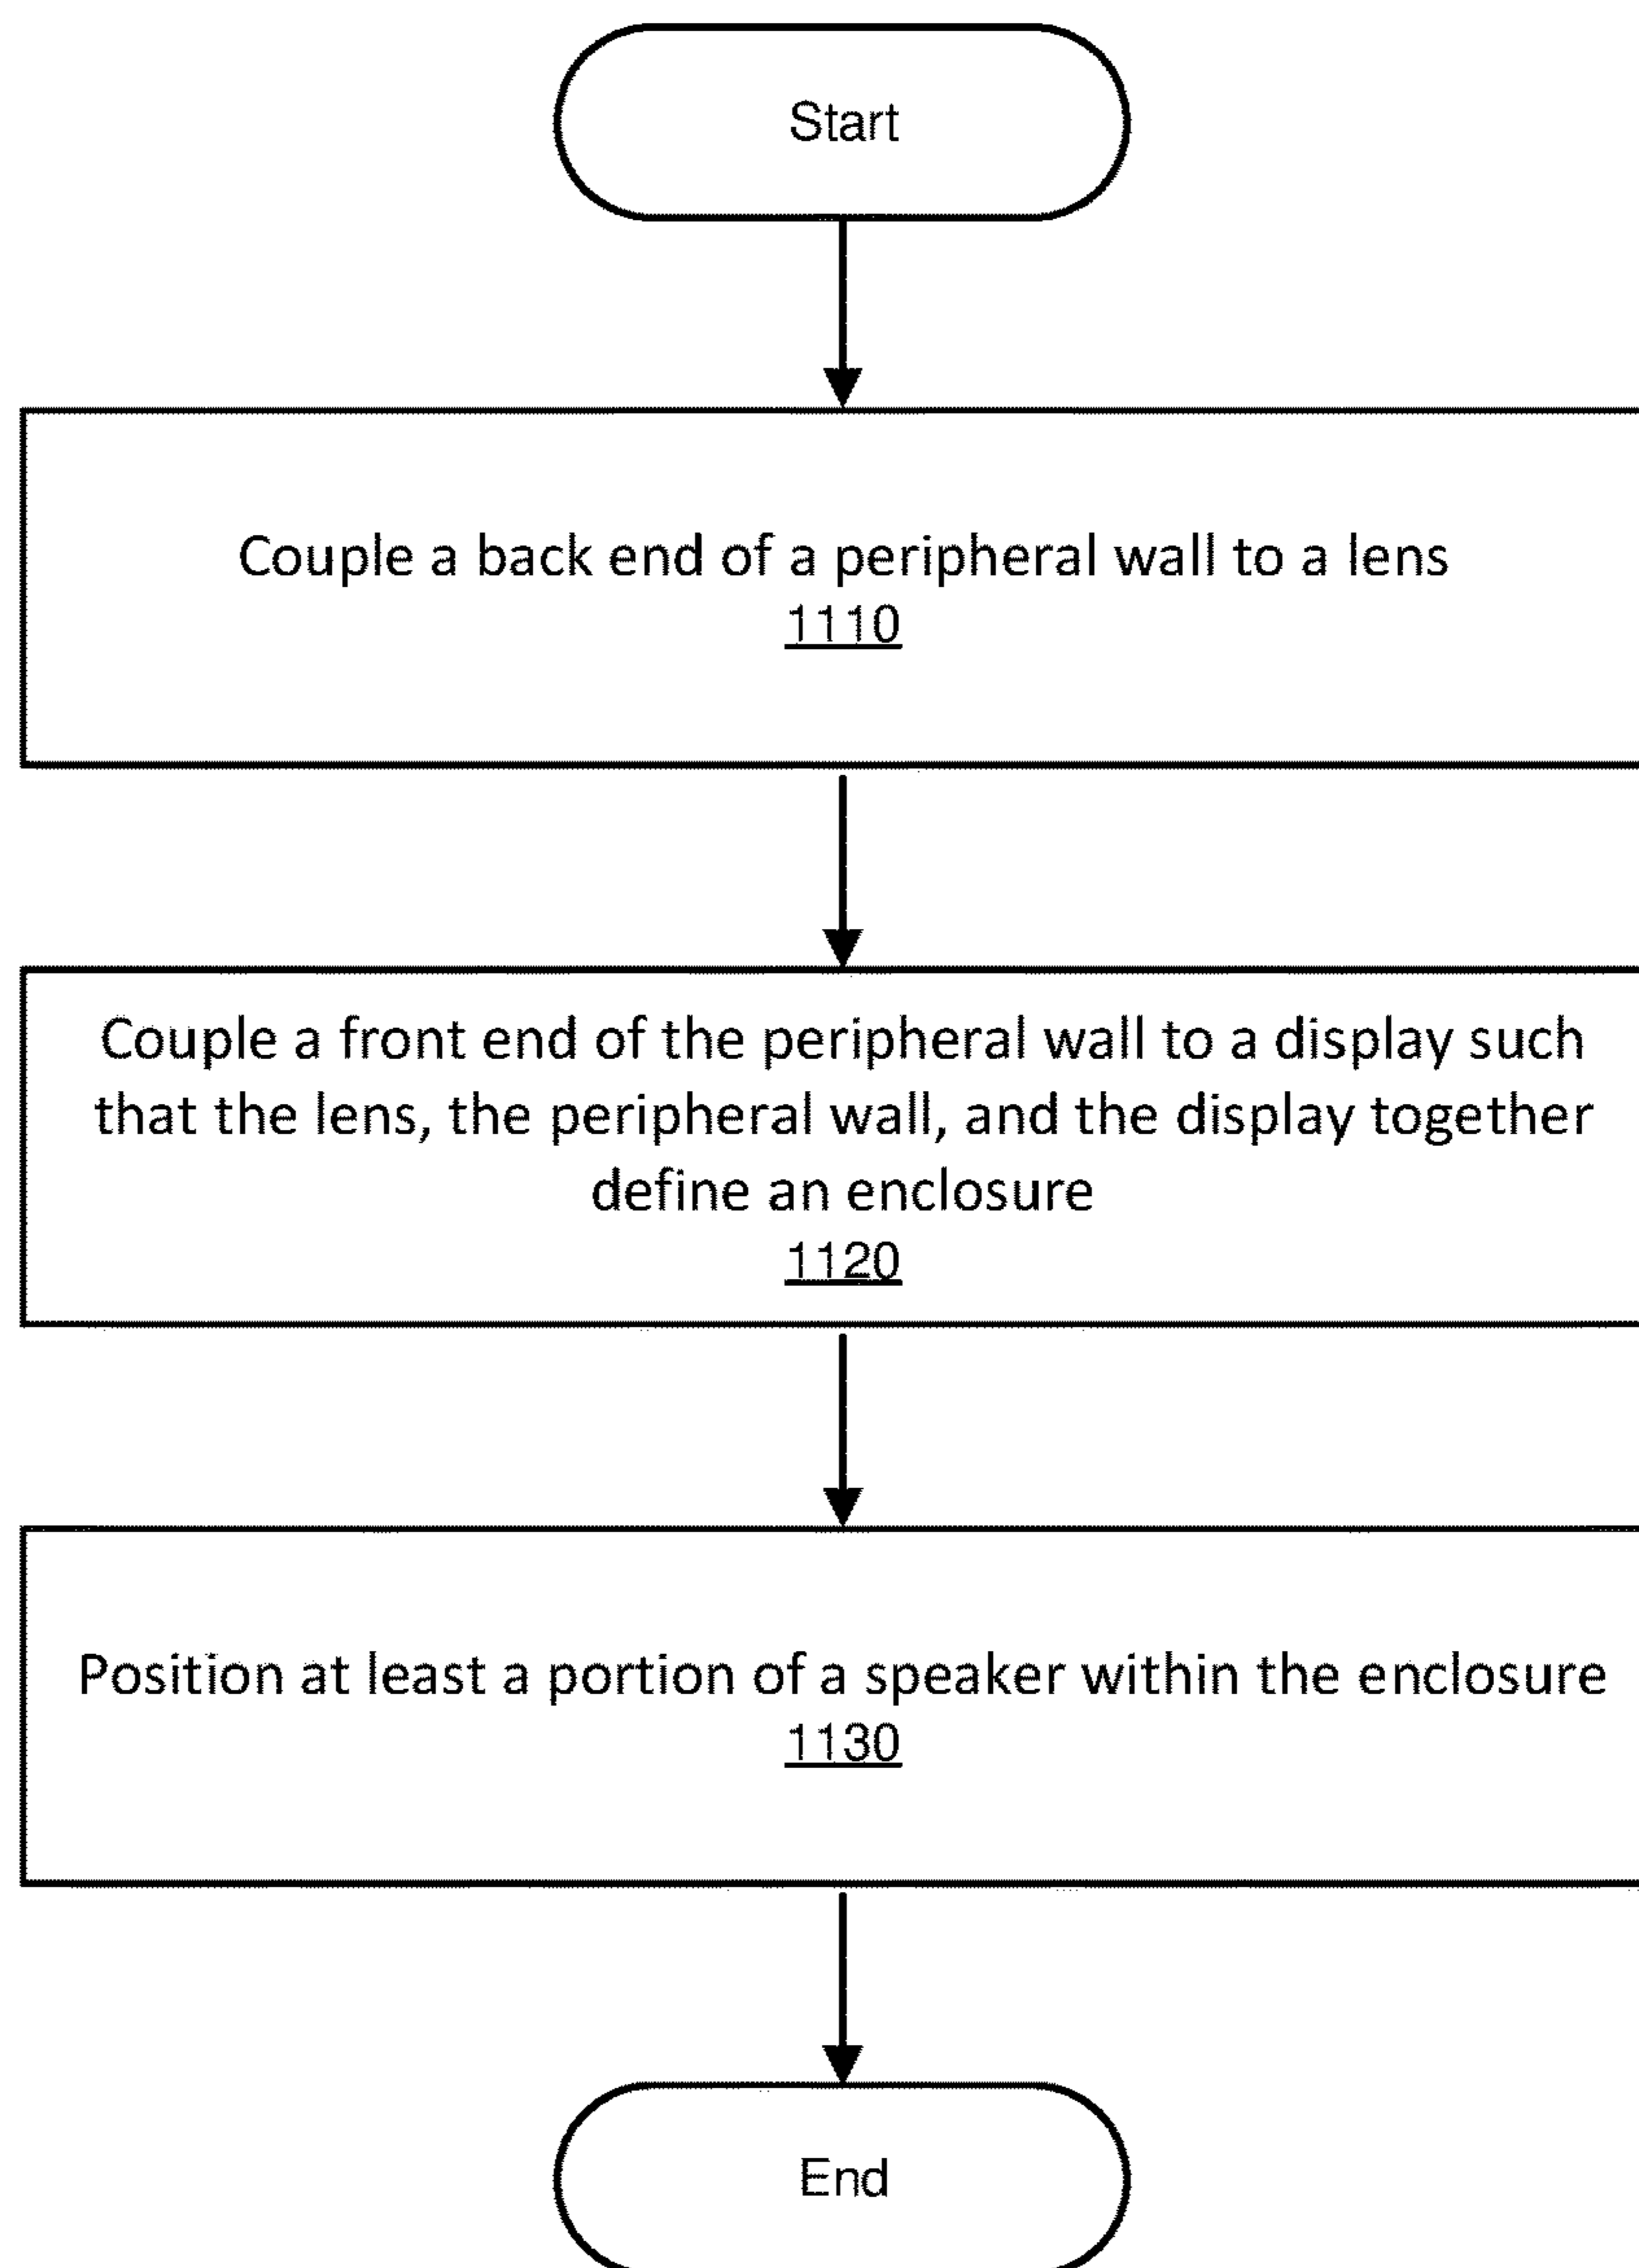 Start
Couple a back end of a peripheral wall to a lens
1110
Couple a front end of the peripheral wall to a display such
that the lens, the peripheral wall, and the display together
define an enclosure
1120
Position at least a portion of a speaker within the enclosure
1130
End